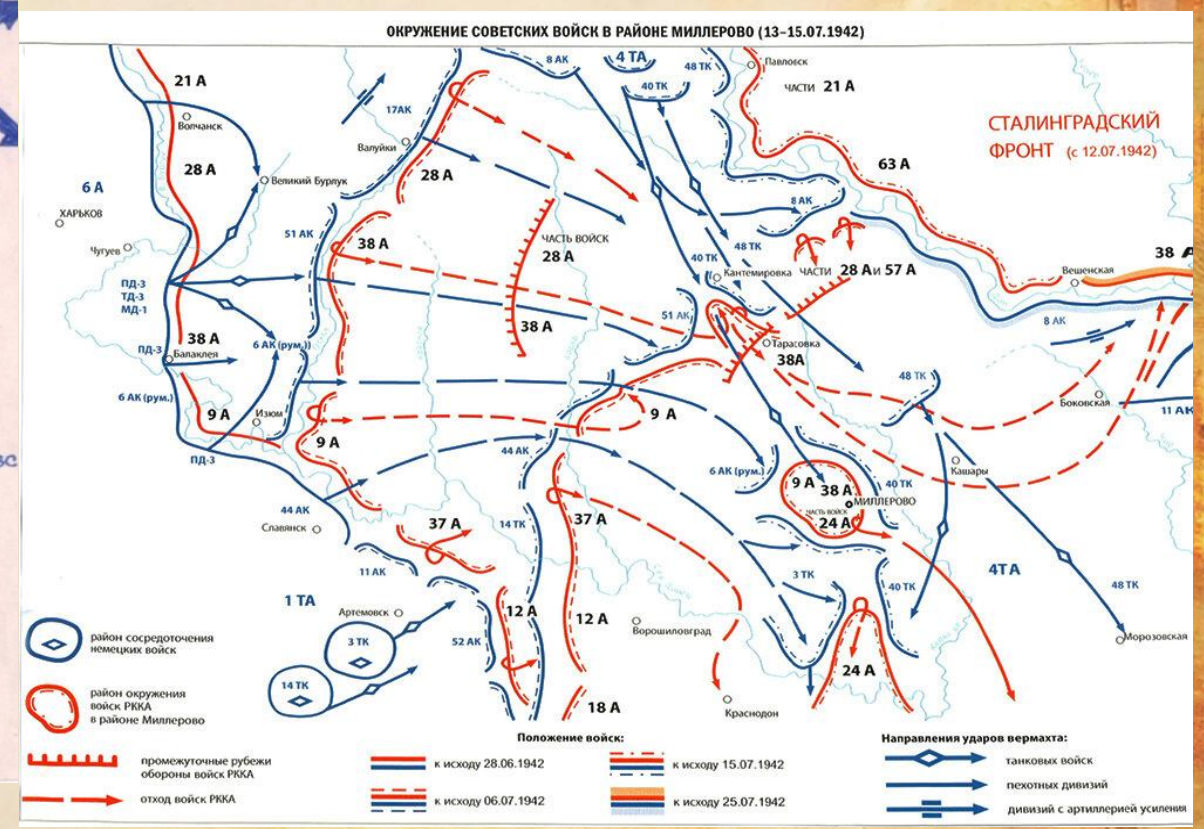 ОКРУЖЕНИЕ СОВЕТСКИХ ВОЙСК В РАЙОНЕ МИЛЛЕРОВО (13–15.07.1942)
21 А
Волчанск
28 А
6 А
ХАРЬКОВ
Чугуев
Великий Бурлук
51 АК
ПД-3
ТД-3
МД-1
38 А
ПД-3
Балаклея
6 АК (рум.))
6 АК (рум.)
9 А
Изюм
ПД-3
17АК
Валуйки
28 А
38 А
9 А
8 АК
4 ТА
48 ТК
40 ТК
Павловск
ЧАСТИ 21 А
СТАЛИНГРАДСКИЙ
ФРОНТ (с 12.07.1942)
63 А
8 АК
48 ТК
40 ТК
Кантемировка
ЧАСТИ 28 А и 57 А
ЧАСТЬ ВОЙСК
28 А
38 А
51 АК
Тарасовка
38А
Вешенская
38 А
8 АК
Боковская
11 АК
48 ТК
Кашары
9 А
44 АК
6 АК (рум.)
9 А
38 А
МИЛЛЕРОВО
ЧАСТЬ ВОЙСК
24 А
40 ТК
44 АК
Славянск
37 А
14 ТК
37 А
11 АК
1 ТА
Артемовск
3 ТК
14 ТК
52 АК
12 А
12 А
18 А
Ворошиловград
Краснодон
3 ТК
40 ТК
24 А
4ТА
48 ТК
Морозовская
район сосредоточения
немецких войск
район окружения
войск РККА
в районе Миллерово
промежуточные рубежи
обороны войск РККА
отход войск РККА
Положение войск:
к исходу 28.06.1942
к исходу 06.07.1942
к исходу 15.07.1942
к исходу 25.07.1942
Направления ударов вермахта:
танковых войск
пехотных дивизий
дивизий с артиллерией усиления